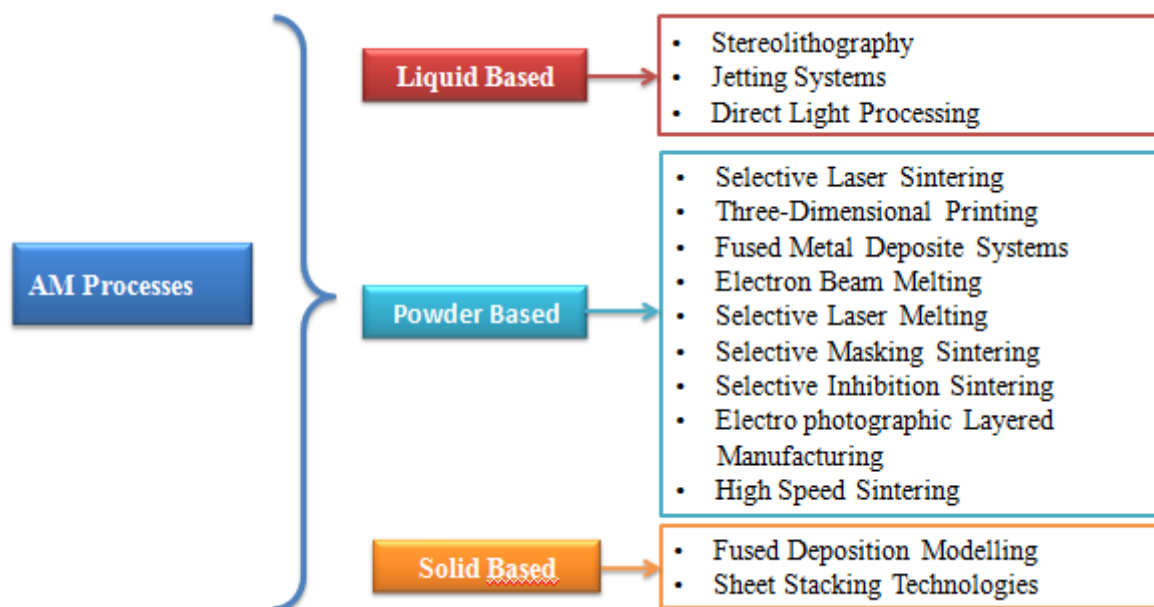 AM Processes
Liquid Based
• Stereolithography
• Jetting Systems
• Direct Light Processing
Powder Based
• Selective Laser Sintering
• Three-Dimensional Printing
• Fused Metal Deposite Systems
• Electron Beam Melting
• Selective Laser Melting
• Selective Masking Sintering
• Selective Inhibition Sintering
• Electro photographic Layered
Manufacturing
• High Speed Sintering
Solid Based
• Fused Deposition Modelling
• Sheet Stacking Technologies